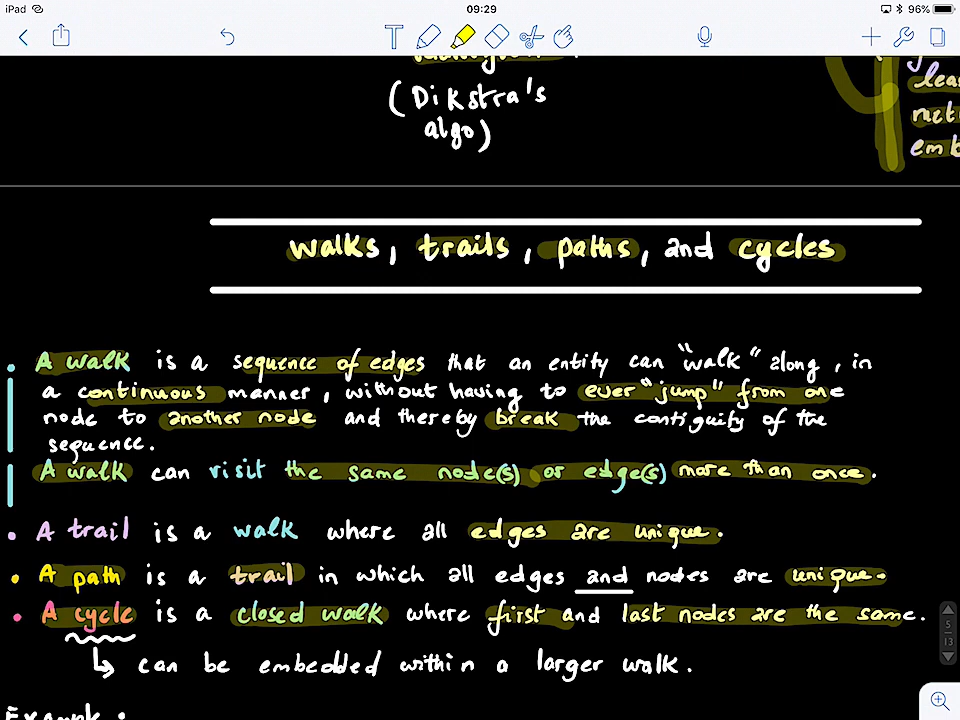 iPad 09:29 96%
(Dikstra's
algo)
leas
met
emb
walks, trails, paths, and cycles
• A walk is a sequence of edges that an entity can "walk" along, in
a continuous manner, without having to ever "jump" from one
node to another node and thereby break the contiguity of the
sequence.
A walk can visit the same node(s) or edge(s) more than once.
• A trail is a walk where all edges are unique.
• A path is a trail in which all edges and nodes are unique.
• A cycle is a closed walk where first and last nodes are the same.
↳ can be embedded within a larger walk.
5
13
Example: